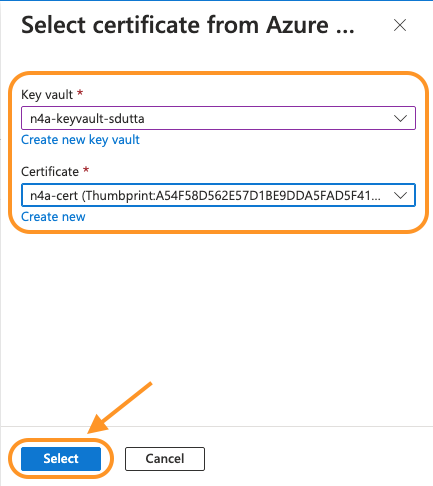 Select certificate from Azure ...
Key vault *
n4a-keyvault-sdutta
Create new key vault
Certificate *
n4a-cert (Thumbprint:A54F58D562E57D1BE9DDA5FAD5F41...
Create new
Select
Cancel